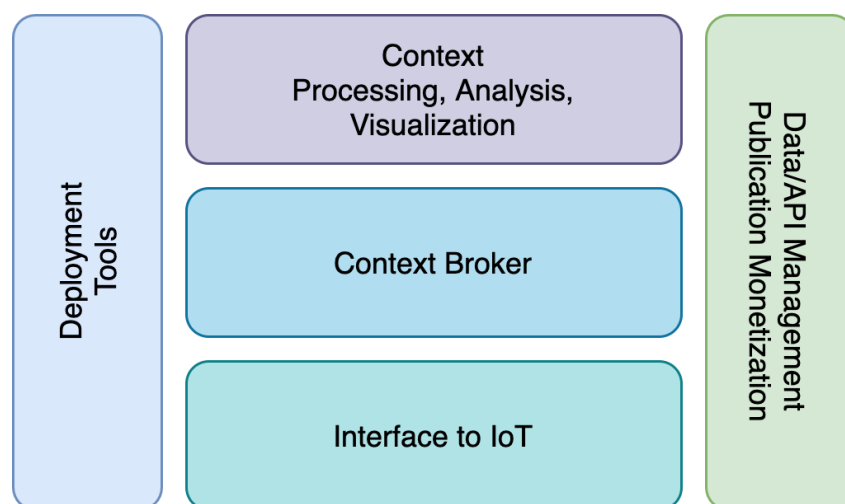 Deployment
Tools
Context
Processing, Analysis,
Visualization
Context Broker
Interface to IoT
Data/API Management
Publication Monetization